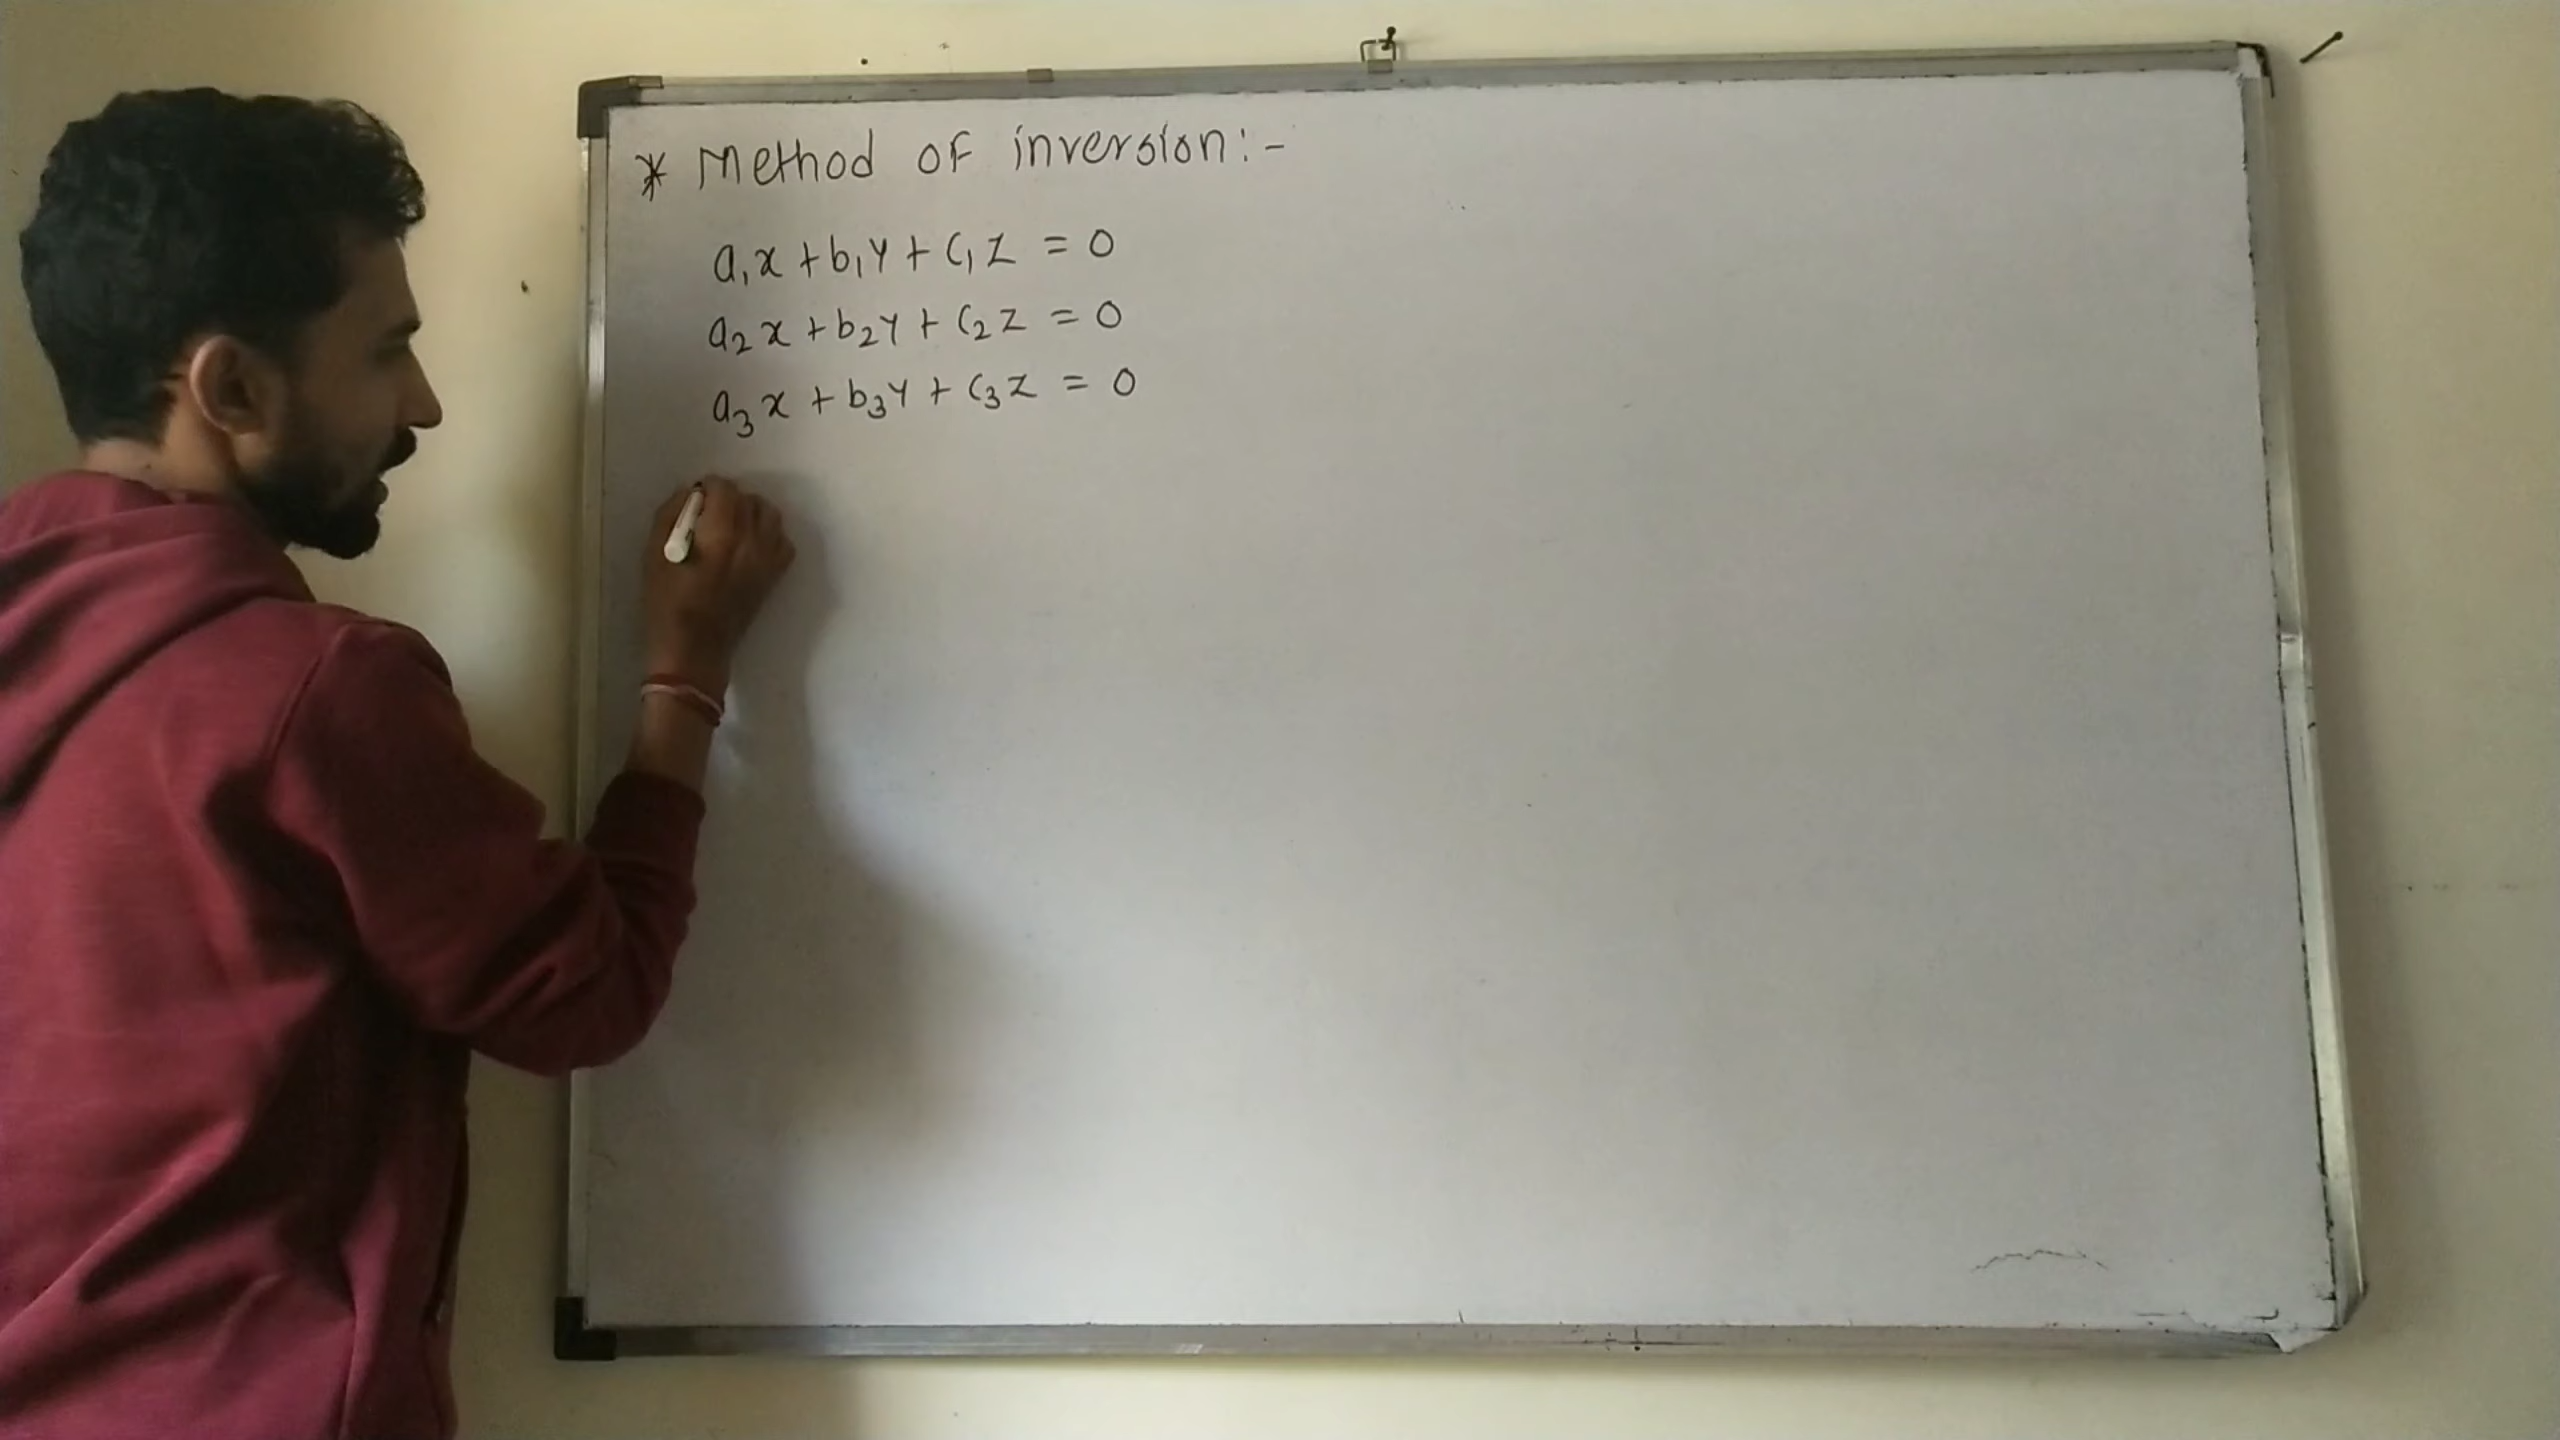 * Method of inversion:-
a₁x + b₁y + c₁z = 0
a₂x + b₂y + c₂z = 0
a₃x + b₃y + c₃z = 0